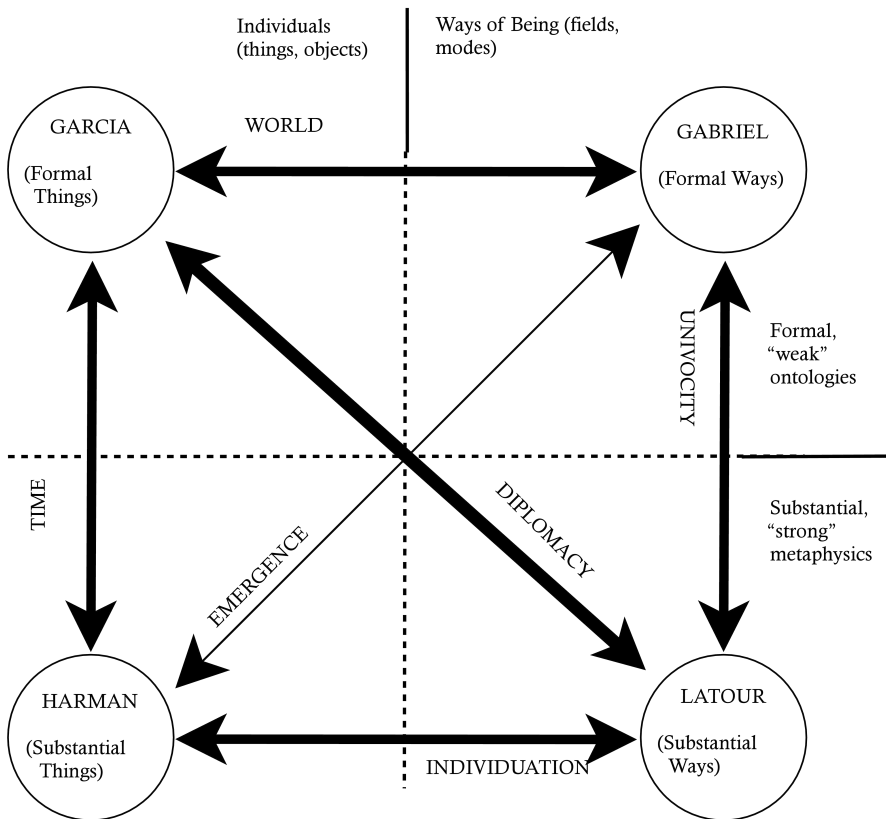 Individuals
(things, objects)
Ways of Being (fields,
modes)
GARCIA
(Formal
Things)
WORLD
GABRIEL
(Formal Ways)
UNIVOCITY
Formal,
“weak”
ontologies
TIME
EMERGENCE
DIPLOMACY
Substantial,
“strong”
metaphysics
HARMAN
(Substantial
Things)
INDIVIDUATION
LATOUR
(Substantial
Ways)